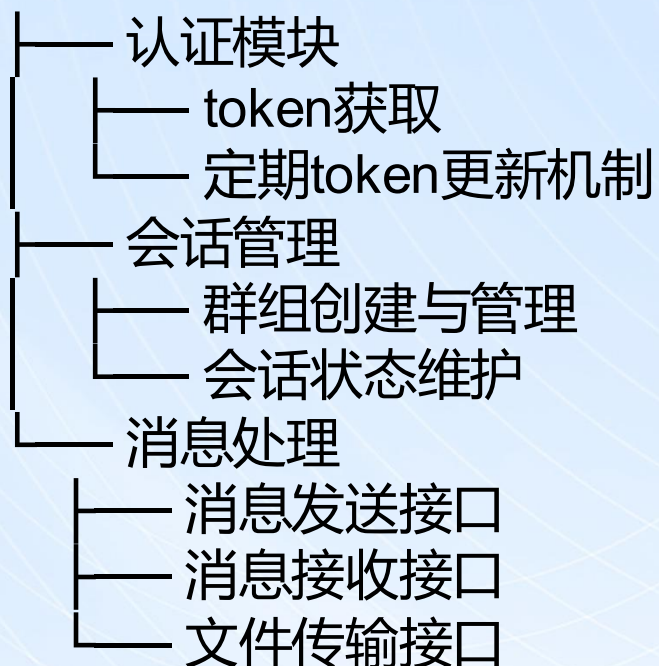 ├── 认证模块
│   ├── token获取
│   └── 定期token更新机制
├── 会话管理
│   ├── 群组创建与管理
│   └── 会话状态维护
└── 消息处理
    ├── 消息发送接口
    ├── 消息接收接口
    └── 文件传输接口